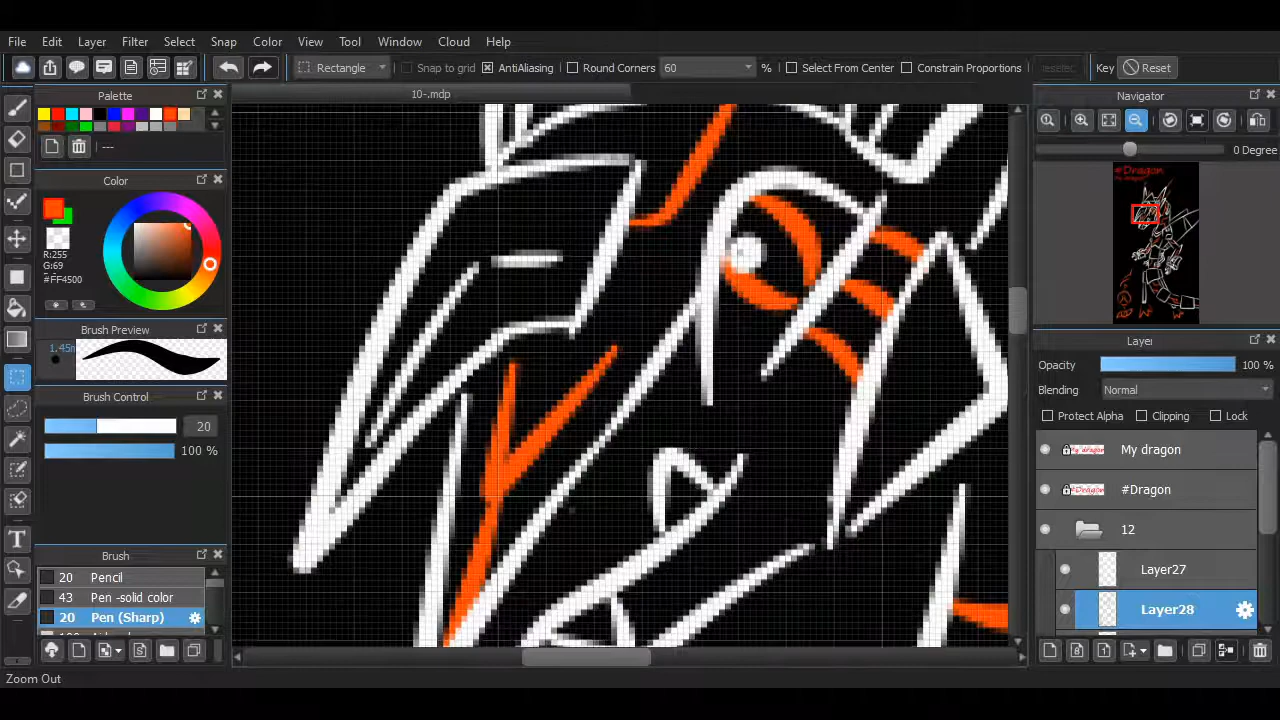 File Edit Layer Filter Select Snap Color View Tool Window Cloud Help
Rectangle Snap to grid AntiAliasing Round Corners 60 % Select From Center Constrain Proportions Key Reset
Palette
10-.mdp
Navigator
---
0 Degree
Color
#Dragon
R:255
G:69
#FF4500
Brush Preview
Layer
Opacity 100 %
Blending Normal
Brush Control
Protect Alpha Clipping Lock
20
100 %
My dragon
#Dragon
12
Brush
20 Pencil
43 Pen -solid color
20 Pen (Sharp)
Layer27
Layer28
T
Zoom Out